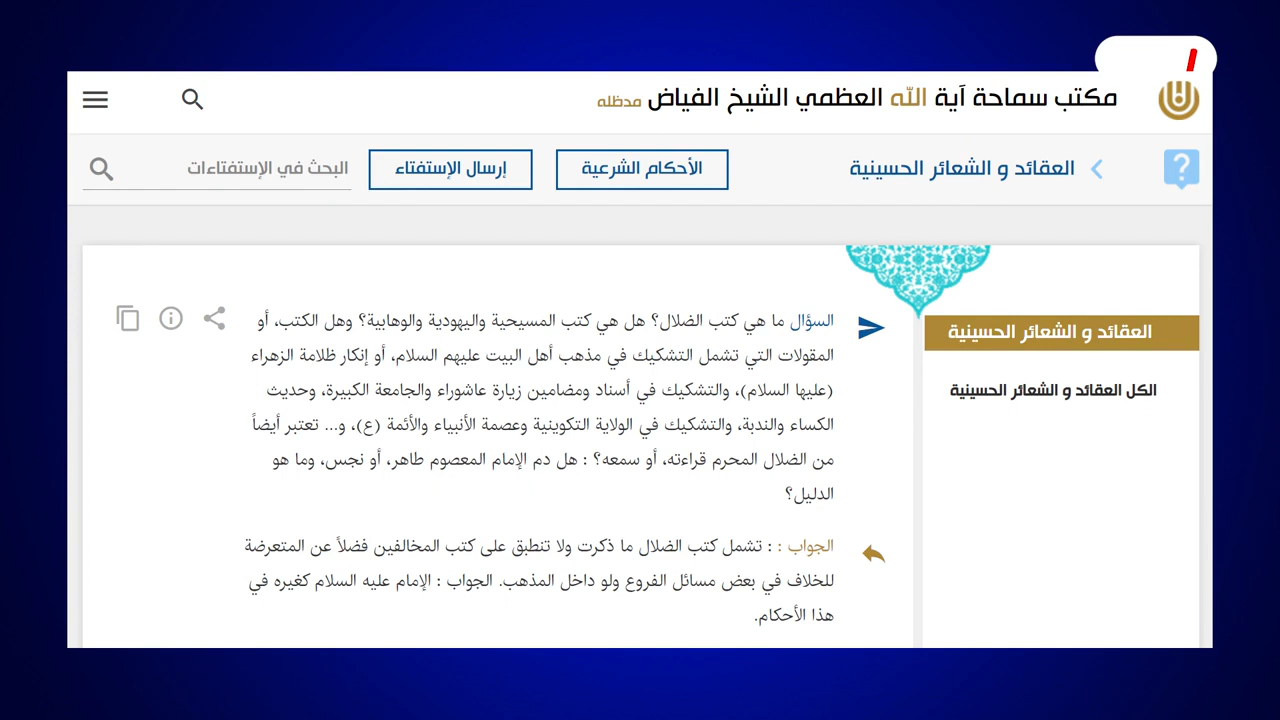 مكتب سماحة آية الله العظمي الشيخ الفياض مدظله
العقائد و الشعائر الحسينية
الأحكام الشرعية
إرسال الإستفتاء
البحث في الإستفتاءات
العقائد و الشعائر الحسينية
الكل العقائد و الشعائر الحسينية
السؤال ما هي كتب الضلال؟ هل هي كتب المسيحية واليهودية والوهابية؟ وهل الكتب، أو
المقولات التي تشمل التشكيك في مذهب أهل البيت عليهم السلام، أو إنكار ظلامة الزهراء
(عليها السلام)، والتشكيك في أسناد ومضامين زيارة عاشوراء والجامعة الكبيرة، وحديث
الكساء والندبة، والتشكيك في الولاية التكوينية وعصمة الأنبياء والأئمة (ع)، و... تعتبر أيضاً
من الضلال المحرم قراءته، أو سمعه؟ : هل دم الإمام المعصوم طاهر، أو نجس، وما هو
الدليل؟
الجواب : : تشمل كتب الضلال ما ذكرت ولا تنطبق على كتب المخالفين فضلاً عن المتعرضة
للخلاف في بعض مسائل الفروع ولو داخل المذهب. الجواب : الإمام عليه السلام كغيره في
هذا الأحكام.